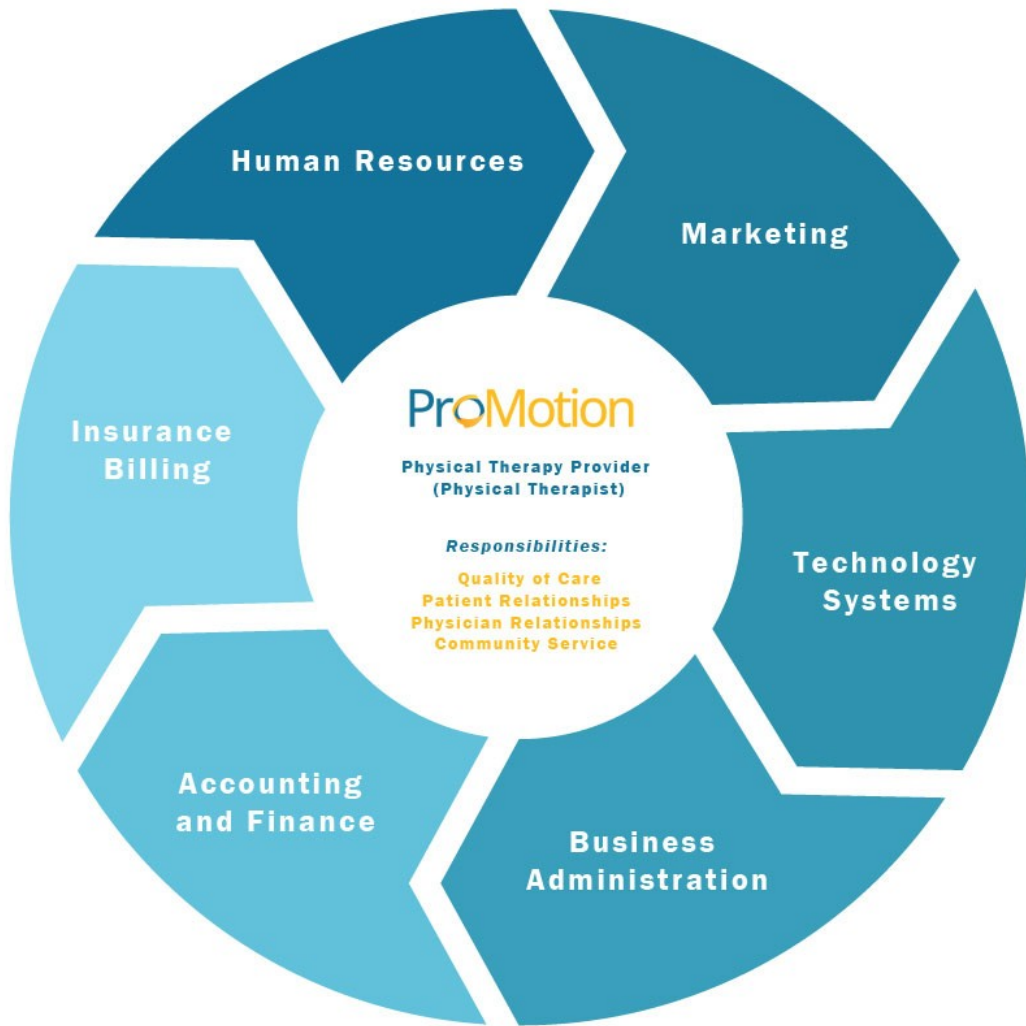 Human Resources
Marketing
Technology
Systems
Business
Administration
Accounting
and Finance
Insurance
Billing
ProMotion
Physical Therapy Provider
(Physical Therapist)
Responsibilities:
Quality of Care
Patient Relationships
Physician Relationships
Community Service